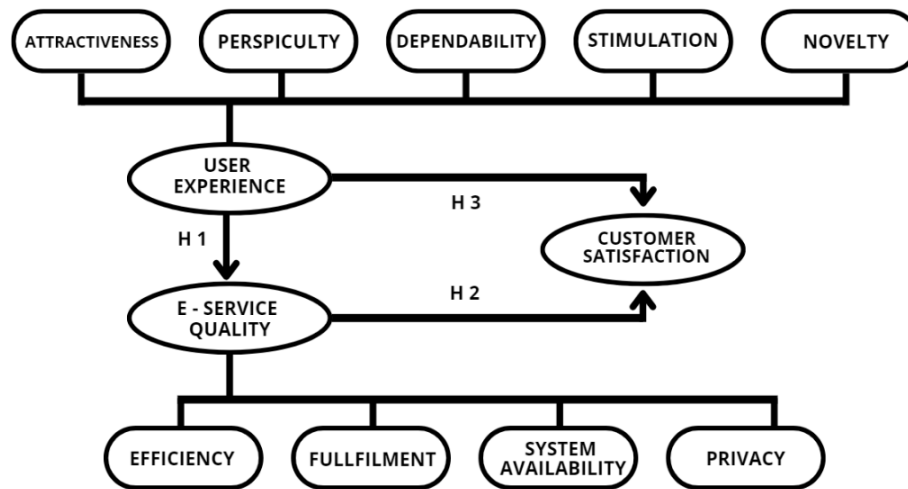 ATTRACTIVENESS
PERSPICULTY
DEPENDABILITY
STIMULATION
NOVELTY
USER
EXPERIENCE
H 3
H 1
CUSTOMER
SATISFACTION
E - SERVICE
QUALITY
H 2
EFFICIENCY
FULLFILMENT
SYSTEM
AVAILABILITY
PRIVACY